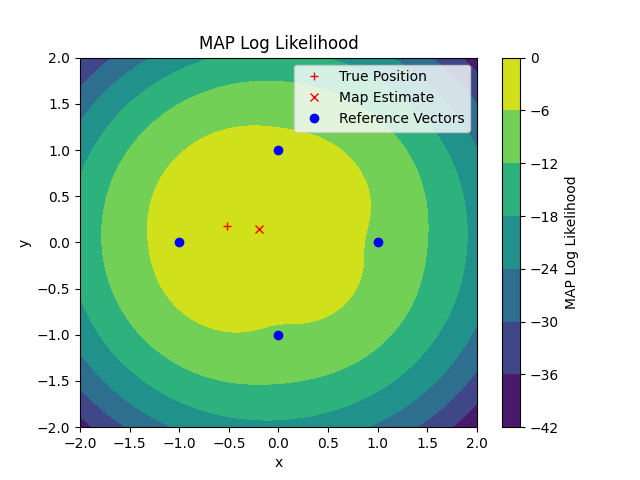 MAP Log Likelihood
True Position
Map Estimate
Reference Vectors
2.0
1.5
1.0
0.5
0.0
−0.5
−1.0
−1.5
−2.0
y
−2.0 −1.5 −1.0 −0.5 0.0 0.5 1.0 1.5 2.0
x
0
−6
−12
−18
−24
−30
−36
−42
MAP Log Likelihood